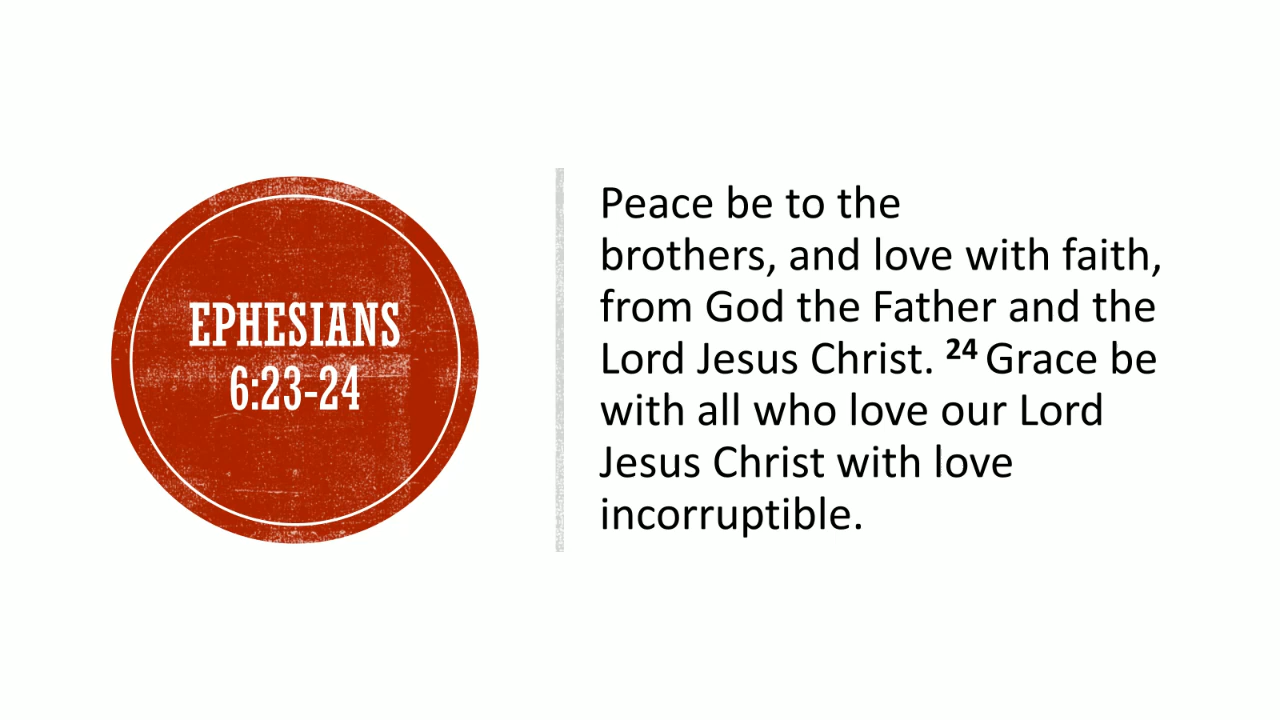 EPHESIANS
6:23-24
Peace be to the
brothers, and love with faith,
from God the Father and the
Lord Jesus Christ. 24 Grace be
with all who love our Lord
Jesus Christ with love
incorruptible.